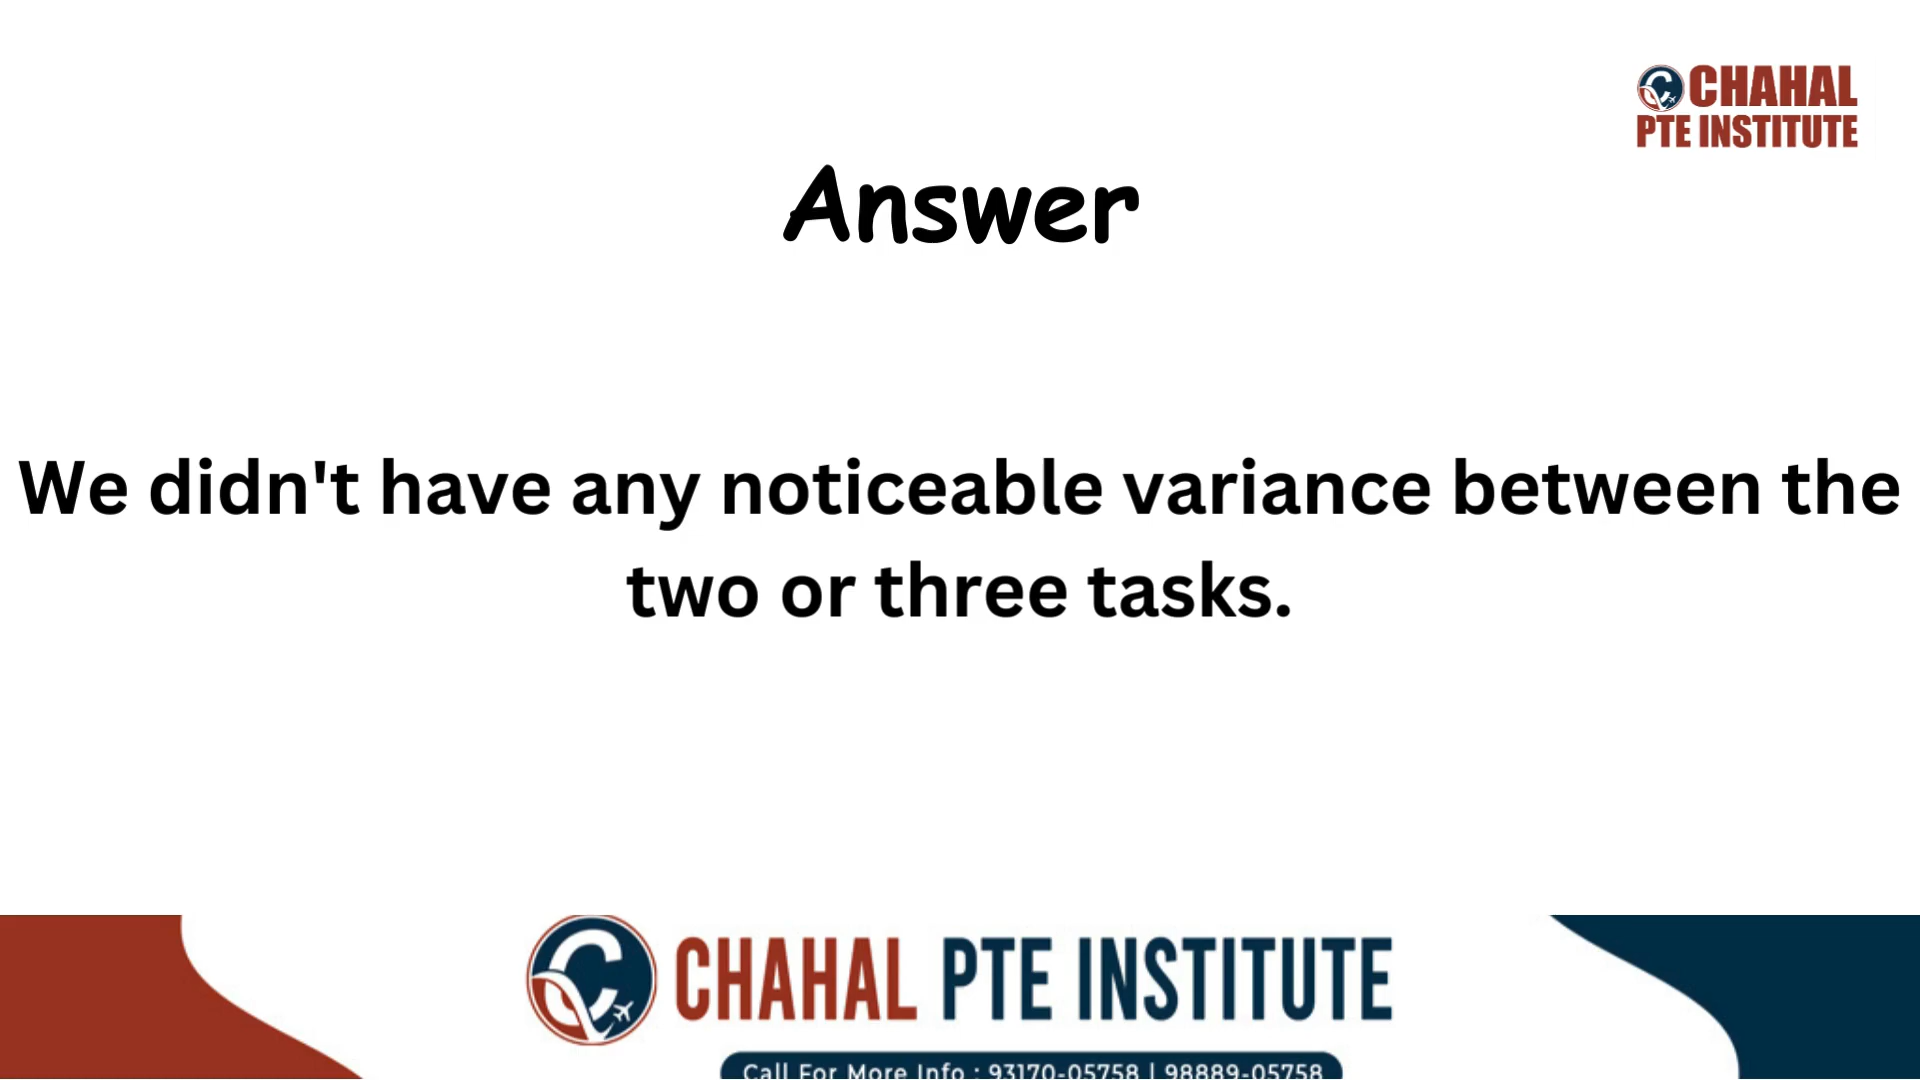 CHAHAL
PTE INSTITUTE
Answer
We didn't have any noticeable variance between the
two or three tasks.
CHAHAL PTE INSTITUTE
Call For More Info : 93170-05758 | 98889-05758